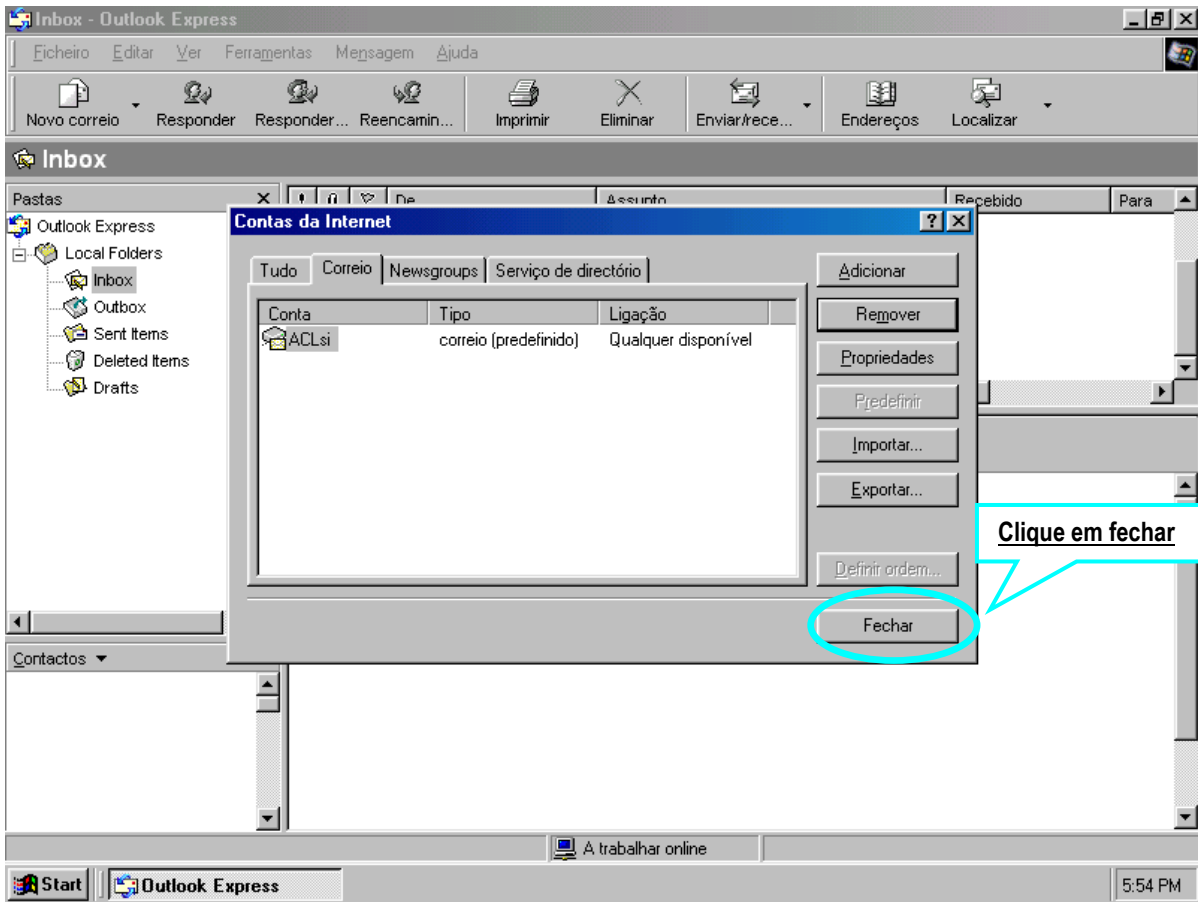 Inbox - Outlook Express
Ficheiro Editar Ver Ferramentas Mensagem Ajuda
Novo correio Responder Responder... Reencamin... Imprimir Eliminar Enviar/rece... Endereços Localizar
Inbox
Pastas De Assunto Recebido Para
Outlook Express
Local Folders
Inbox
Outbox
Sent Items
Deleted Items
Drafts
Contas da Internet
Tudo Correio Newsgroups Serviço de directório
Conta Tipo Ligação
ACLsi correio (predefinido) Qualquer disponível
Adicionar
Remover
Propriedades
Predefinir
Importar...
Exportar...
Definir ordem...
Fechar
Clique em fechar
Contactos
A trabalhar online
Start Outlook Express 5:54 PM